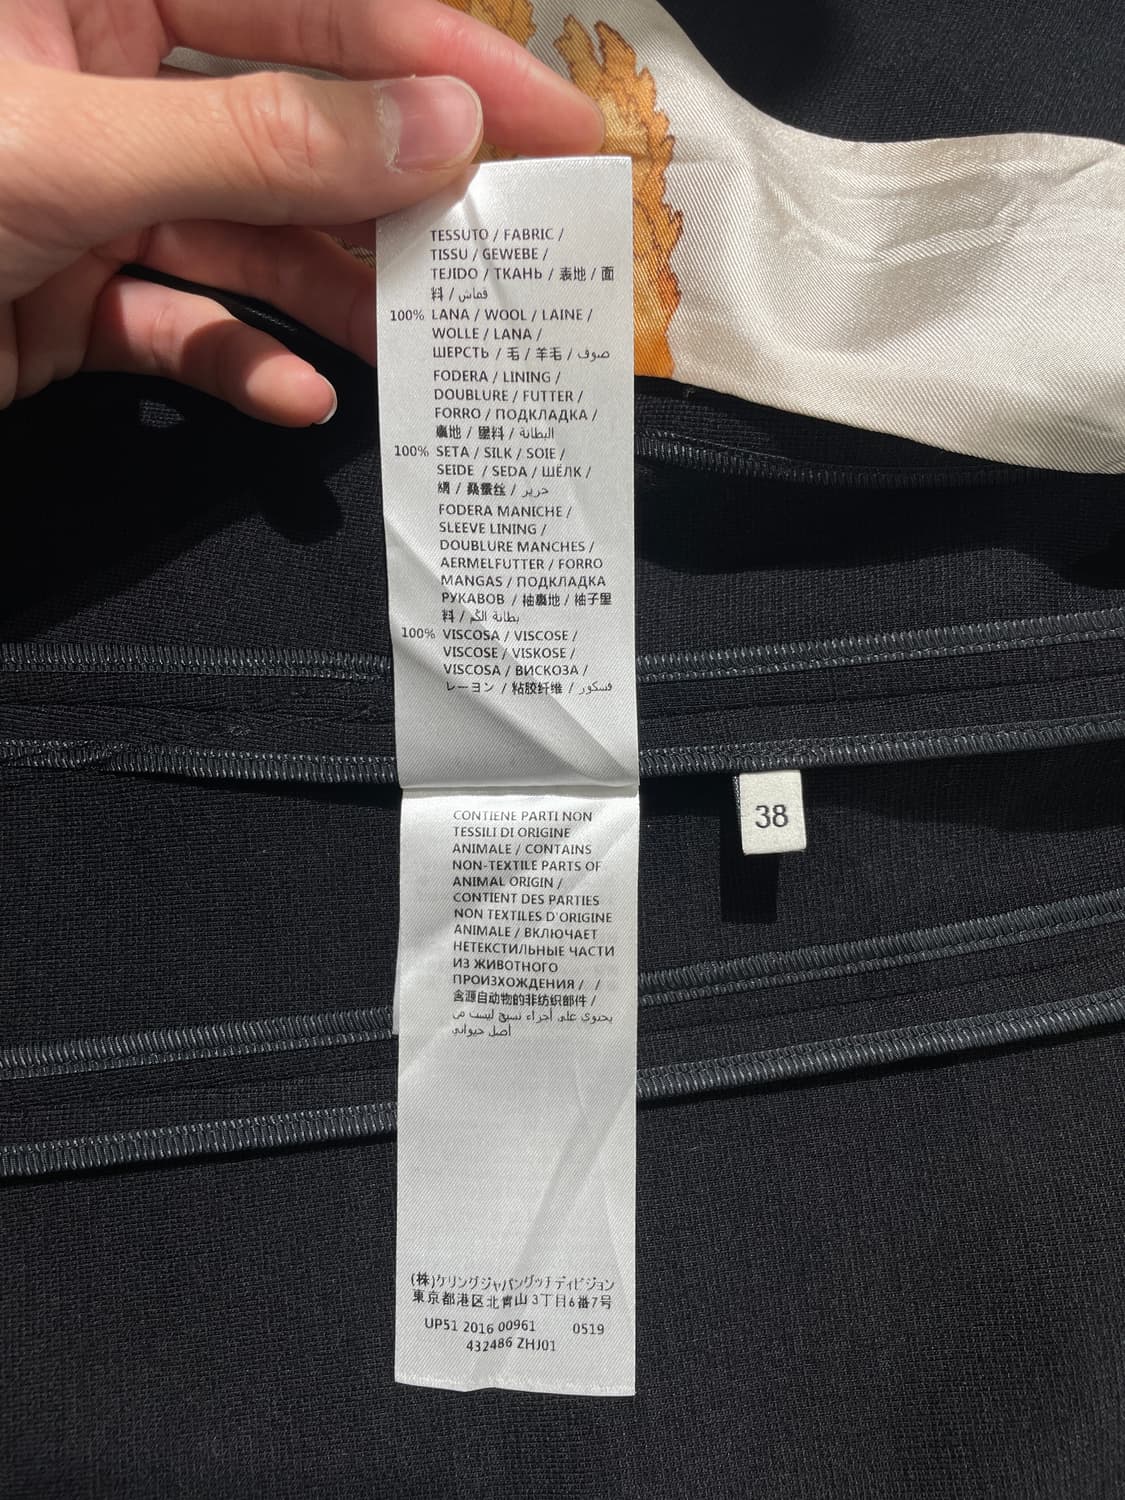 TESSUTO / FABRIC /
TISSU / GEWEBE /
TEJIDO / ТКАНЬ / 表地 / 面
料 / قماش
100% LANA / WOOL / LAINE /
WOLLE / LANA /
ШЕРСТЬ / 毛 / 羊毛 / صوف
FODERA / LINING /
DOUBLURE / FUTTER /
FORRO / ПОДКЛАДКА /
裏地 / 里料 / البطانة
100% SETA / SILK / SOIE /
SEIDE / SEDA / ШЁЛК /
絹 / 桑蚕丝 / حرير
FODERA MANICHE /
SLEEVE LINING /
DOUBLURE MANCHES /
AERMELFUTTER / FORRO
MANGAS / ПОДКЛАДКА
РУКАВОВ / 袖裏地 / 袖子里
料 / بطانة الكم
100% VISCOSA / VISCOSE /
VISCOSE / VISKOSE /
VISCOSA / ВИСКОЗА /
レーヨン / 粘胶纤维 / فسكوز
CONTIENE PARTI NON
TESSILI DI ORIGINE
ANIMALE / CONTAINS
NON-TEXTILE PARTS OF
ANIMAL ORIGIN /
CONTIENT DES PARTIES
NON TEXTILES D'ORIGINE
ANIMALE / ВКЛЮЧАЕТ
НЕТЕКСТИЛЬНЫЕ ЧАСТИ
ИЗ ЖИВОТНОГО
ПРОИЗХОЖДЕНИЯ / /
含源自动物的非纺织部件 /
يحتوي على أجزاء نسيج ليست من
أصل حيواني
(株)ケリングジャパングッチディビジョン
東京都港区北青山3丁目6番7号
UP51 2016 00961 0519
432486 ZHJ01
38